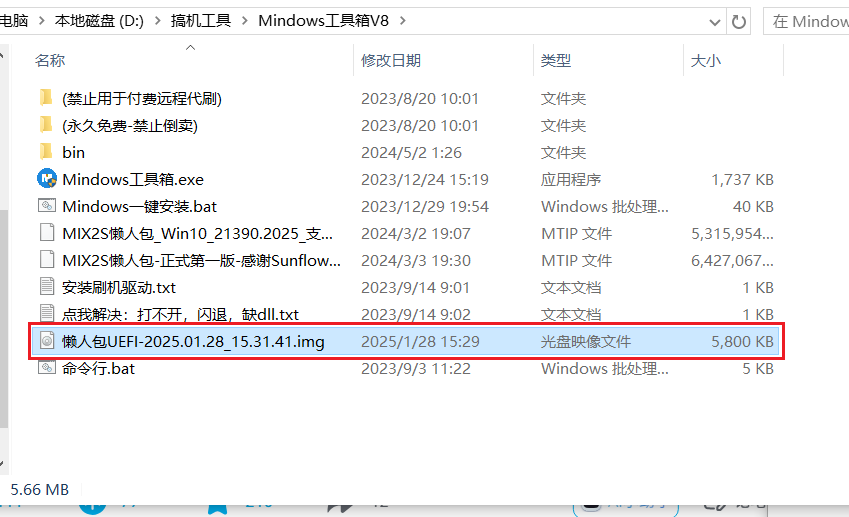 电脑 > 本地磁盘 (D:) > 搞机工具 > Mindows工具箱V8 >
在 Mindow
名称 修改日期 类型 大小
(禁止用于付费远程代刷) 2023/8/20 10:01 文件夹
(永久免费-禁止倒卖) 2023/8/20 10:01 文件夹
bin 2024/5/2 1:26 文件夹
Mindows工具箱.exe 2023/12/24 15:19 应用程序 1,737 KB
Mindows一键安装.bat 2023/12/29 19:54 Windows 批处理... 40 KB
MIX2S懒人包_Win10_21390.2025_支... 2024/3/2 19:07 MTIP 文件 5,315,954...
MIX2S懒人包-正式第一版-感谢Sunflow... 2024/3/3 19:30 MTIP 文件 6,427,067...
安装刷机驱动.txt 2023/9/14 9:01 文本文档 1 KB
点我解决：打不开，闪退，缺dll.txt 2023/9/14 9:02 文本文档 1 KB
懒人包UEFI-2025.01.28_15.31.41.img 2025/1/28 15:29 光盘映像文件 5,800 KB
命令行.bat 2023/9/3 11:22 Windows 批处理... 5 KB
5.66 MB